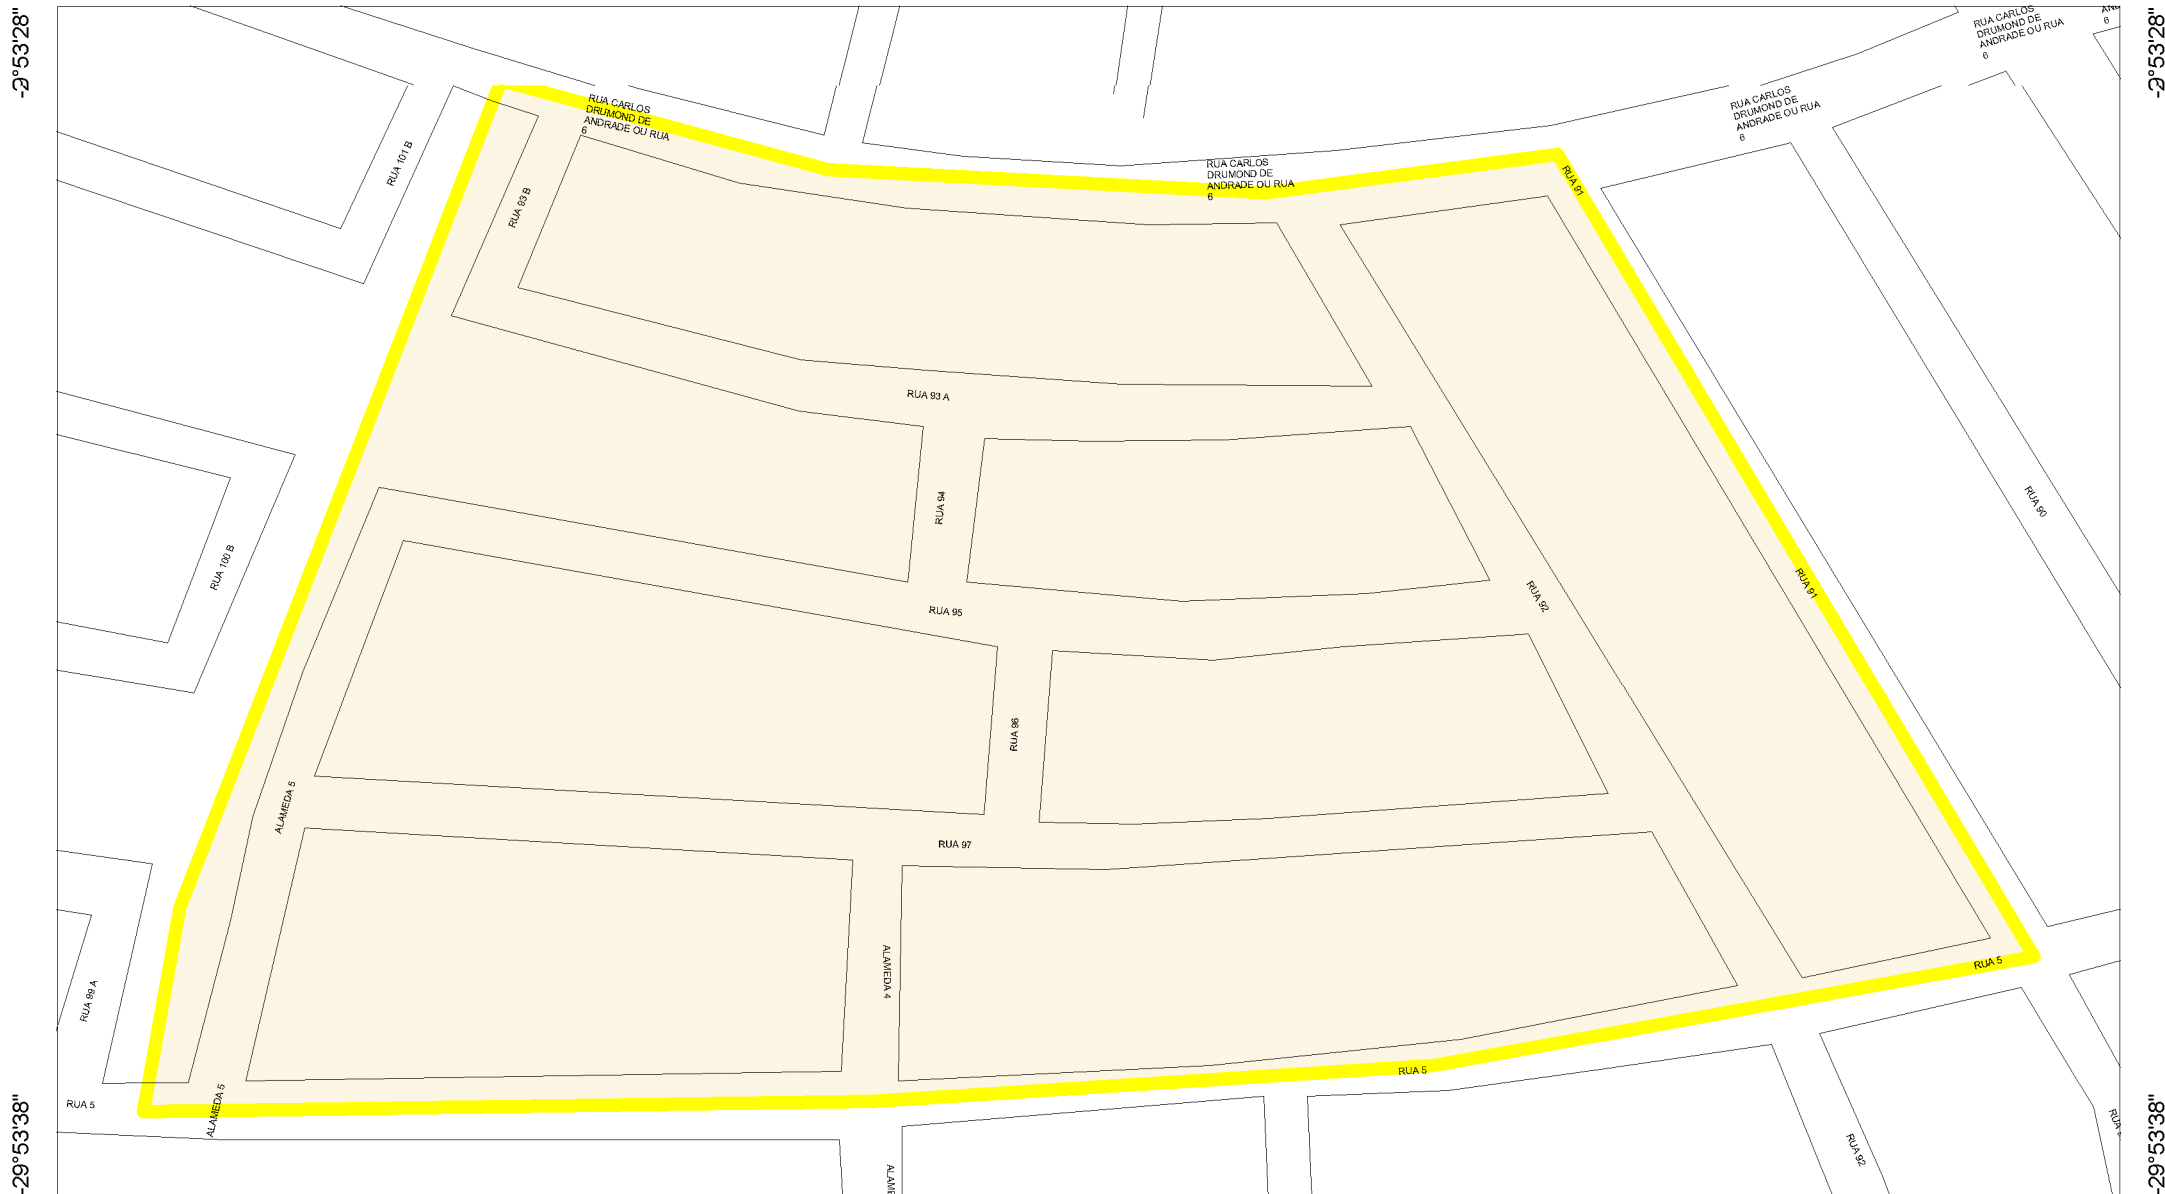 -29°53'28"
-29°53'28"
RUA CARLOS
DRUMOND DE
ANDRADE OU RUA
6
RUA CARLOS
DRUMOND DE
ANDRADE OU RUA
6
RUA CARLOS
DRUMOND DE
ANDRADE OU RUA
6
RUA CARLOS
DRUMOND DE
ANDRADE OU RUA
6
6
RUA 101 B
RUA 93 B
RUA 91
RUA 93 A
RUA 94
RUA 90
RUA 100 B
RUA 95
RUA 92
RUA 91
RUA 96
ALAMEDA 5
RUA 97
ALAMEDA 4
RUA 99 A
RUA 5
RUA 5
RUA 5
ALAMEDA 5
RUA 92
-29°53'38"
-29°53'38"